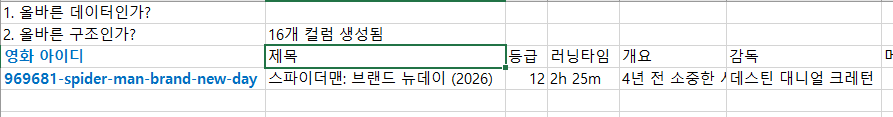 1. 올바른 데이터인가?
2. 올바른 구조인가? 16개 컬럼 생성됨
영화 아이디 제목 등급 러닝타임 개요 감독
969681-spider-man-brand-new-day 스파이더맨: 브랜드 뉴데이 (2026) 12 2h 25m 4년 전 소중한 데스틴 대니얼 크레턴